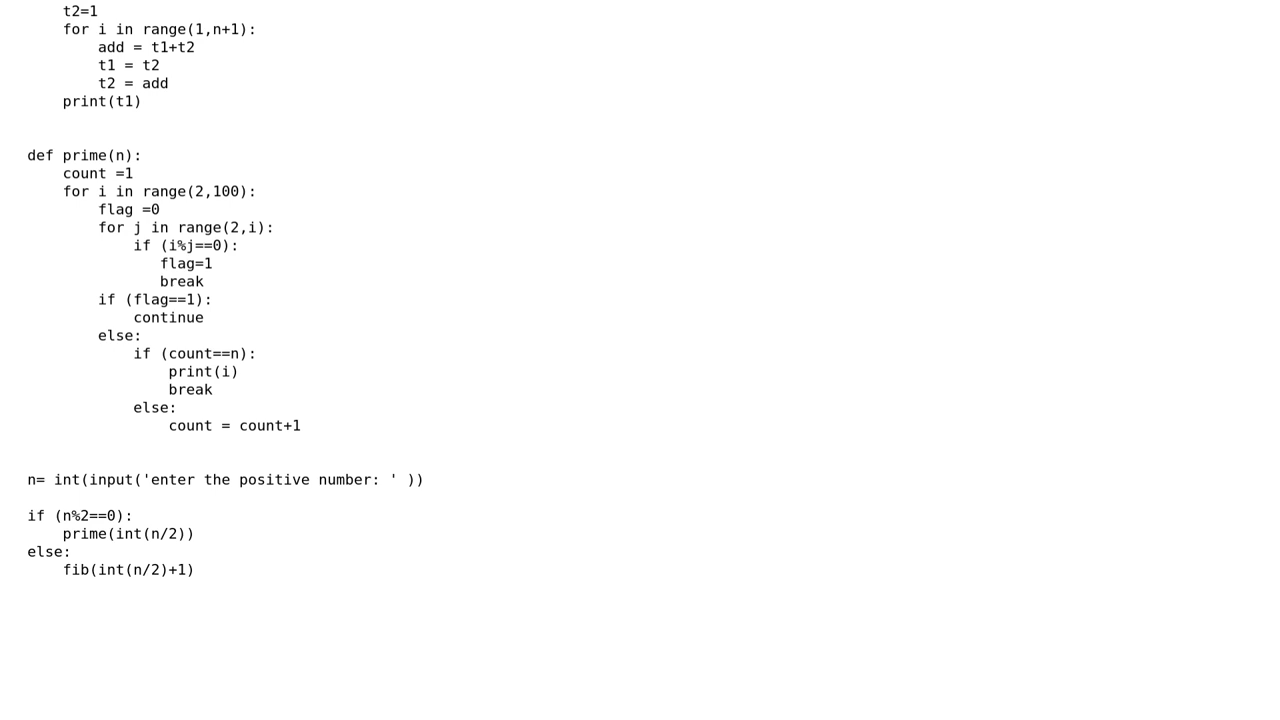 t2=1
    for i in range(1,n+1):
        add = t1+t2
        t1 = t2
        t2 = add
    print(t1)
def prime(n):
    count =1
    for i in range(2,100):
        flag =0
        for j in range(2,i):
            if (i%j==0):
               flag=1
               break
        if (flag==1):
            continue
        else:
            if (count==n):
                print(i)
                break
            else:
                count = count+1
n= int(input('enter the positive number: ' ))
if (n%2==0):
    prime(int(n/2))
else:
    fib(int(n/2)+1)